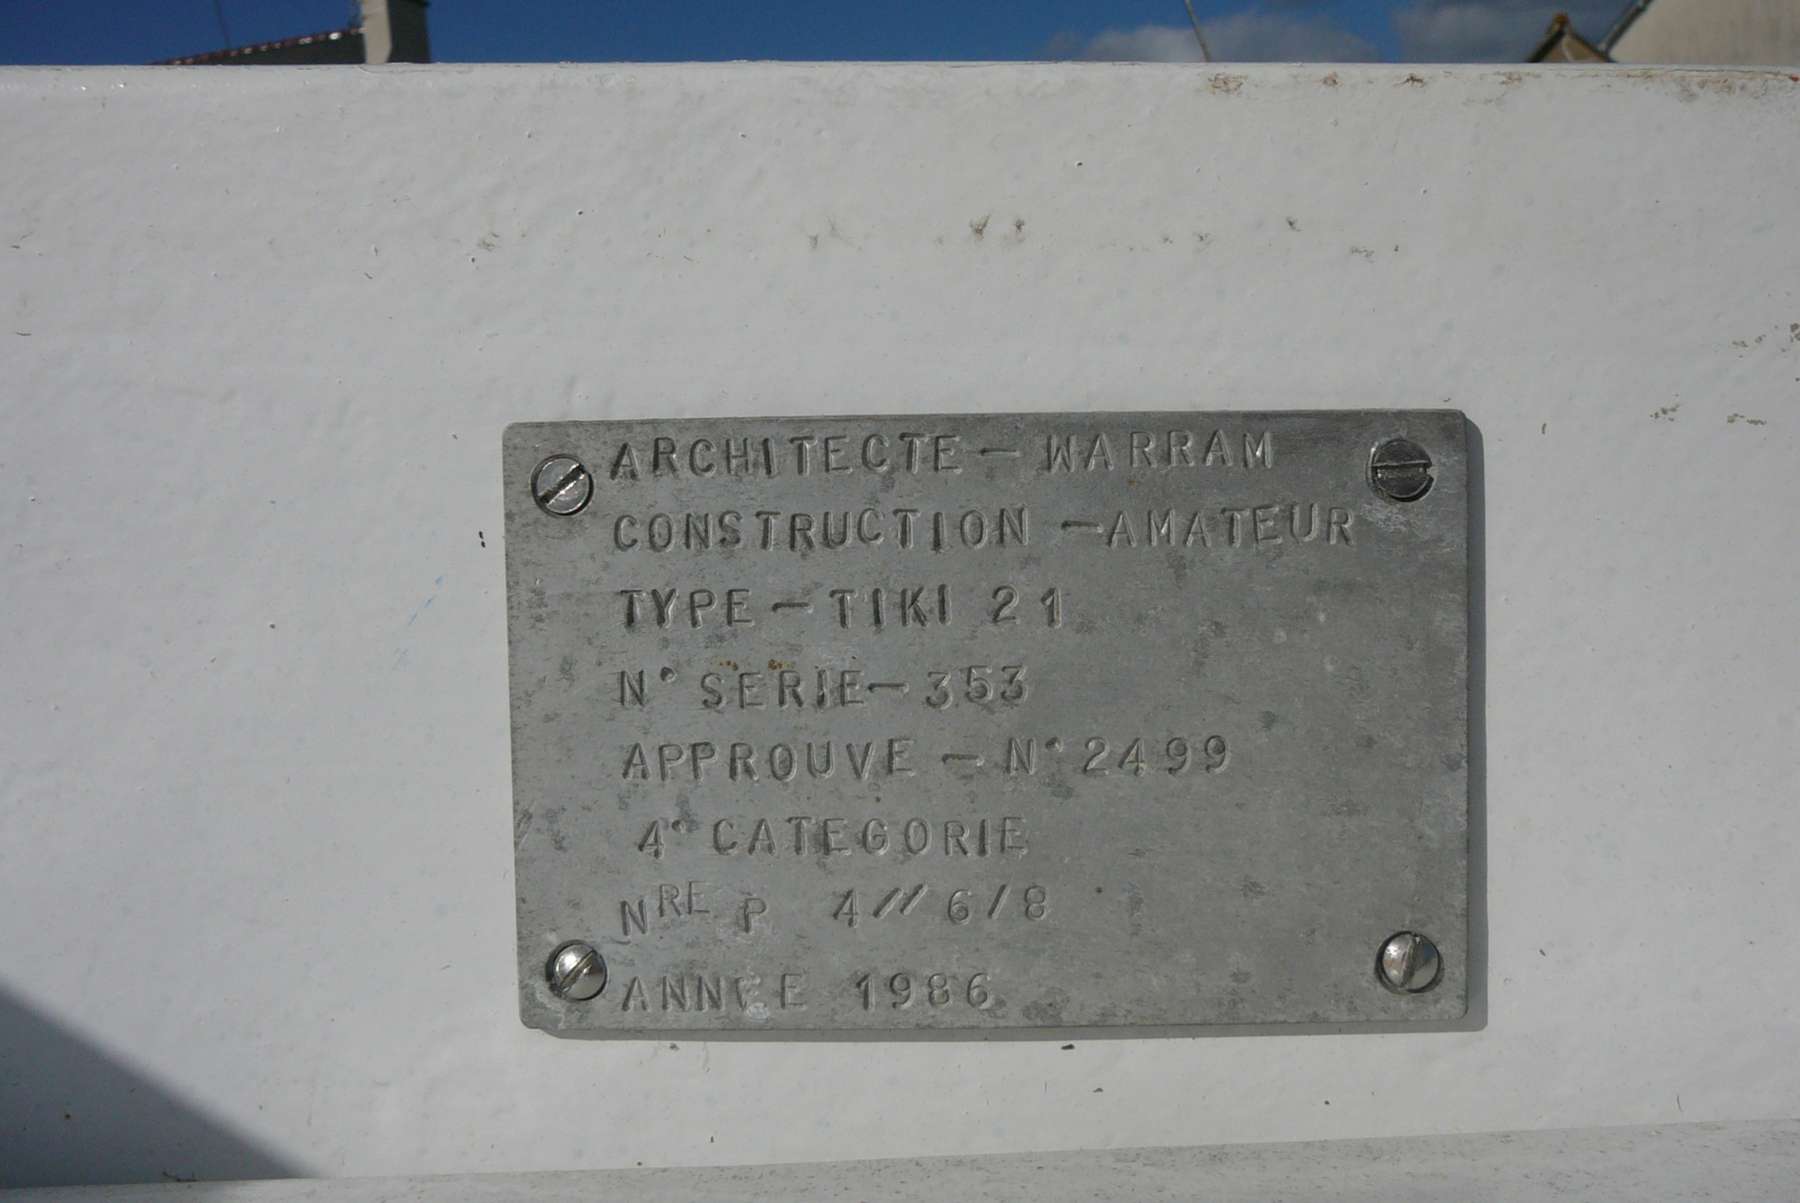 ARCHITECTE - WARRAM
CONSTRUCTION - AMATEUR
TYPE - TIKI 21
N° SERIE - 353
APPROUVE - N° 2499
4° CATEGORIE
NRE P 4 // 6/8
ANNEE 1986